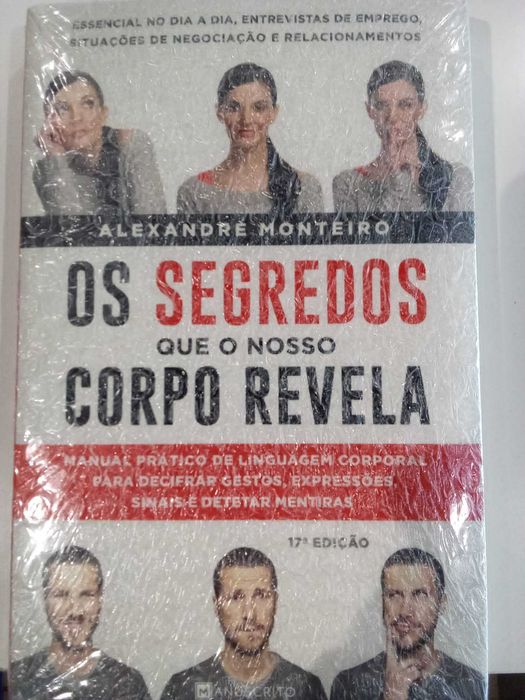 ESSENCIAL NO DIA A DIA, ENTREVISTAS DE EMPREGO,
SITUAÇÕES DE NEGOCIAÇÃO E RELACIONAMENTOS
ALEXANDRE MONTEIRO
OS SEGREDOS
QUE O NOSSO
CORPO REVELA
MANUAL PRÁTICO DE LINGUAGEM CORPORAL
PARA DECIFRAR GESTOS, EXPRESSÕES,
SINAIS E DETETAR MENTIRAS
17ª EDIÇÃO
M MANUSCRITO